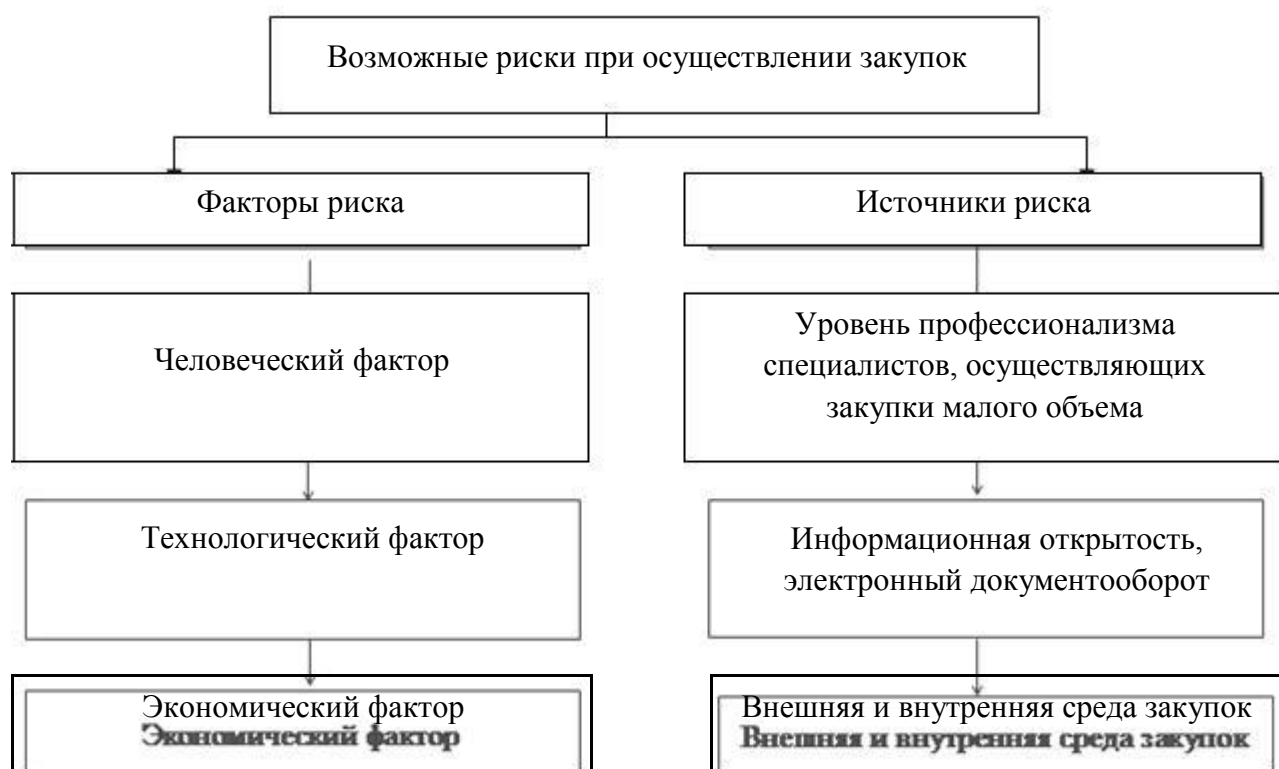 Возможные риски при осуществлении закупок
Факторы риска
Источники риска
Человеческий фактор
Уровень профессионализма
специалистов, осуществляющих
закупки малого объема
Технологический фактор
Информационная открытость,
электронный документооборот
Экономический фактор
Экономический фактор
Внешняя и внутренняя среда закупок
Внешняя и внутренняя среда закупок